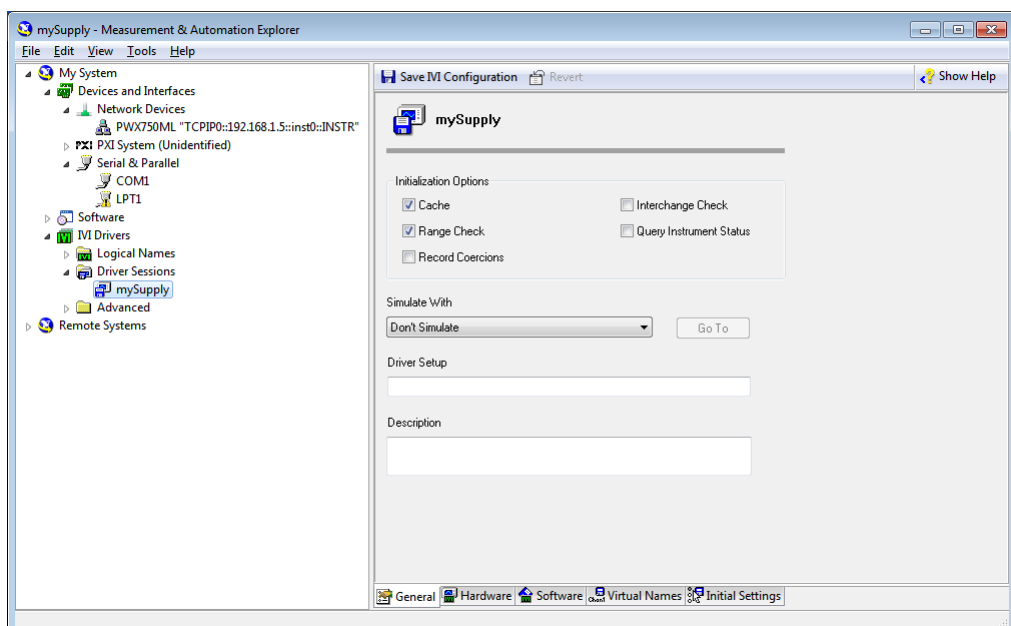 mySupply - Measurement & Automation Explorer
File Edit View Tools Help
My System
Devices and Interfaces
Network Devices
PWX750ML "TCPIP0::192.168.1.5::inst0::INSTR"
PXI PXI System (Unidentified)
Serial & Parallel
COM1
LPT1
Software
IVI IVI Drivers
IVI Logical Names
Driver Sessions
mySupply
Advanced
Remote Systems
Save IVI Configuration Revert
Show Help
mySupply
Initialization Options
Cache Interchange Check
Range Check Query Instrument Status
Record Coercions
Simulate With
Don't Simulate Go To
Driver Setup
Description
General Hardware Software Virtual Names Initial Settings